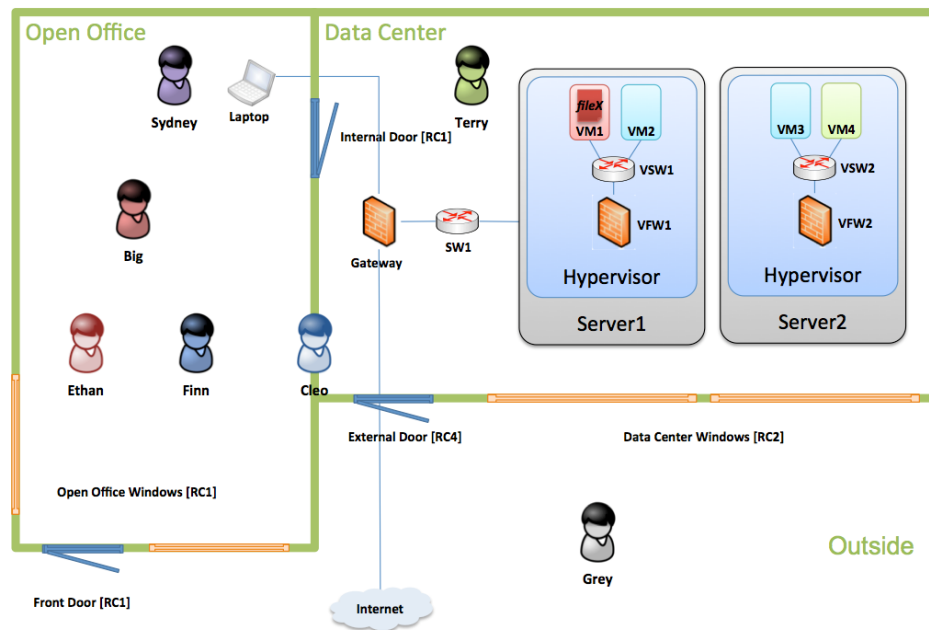 Open Office
Data Center
Sydney
Laptop
Terry
Internal Door [RC1]
fileX
VM1
VM2
VM3
VM4
VSW1
VSW2
VFW1
VFW2
Big
Gateway
SW1
Hypervisor
Hypervisor
Server1
Server2
Ethan
Finn
Cleo
External Door [RC4]
Data Center Windows [RC2]
Open Office Windows [RC1]
Outside
Grey
Front Door [RC1]
Internet